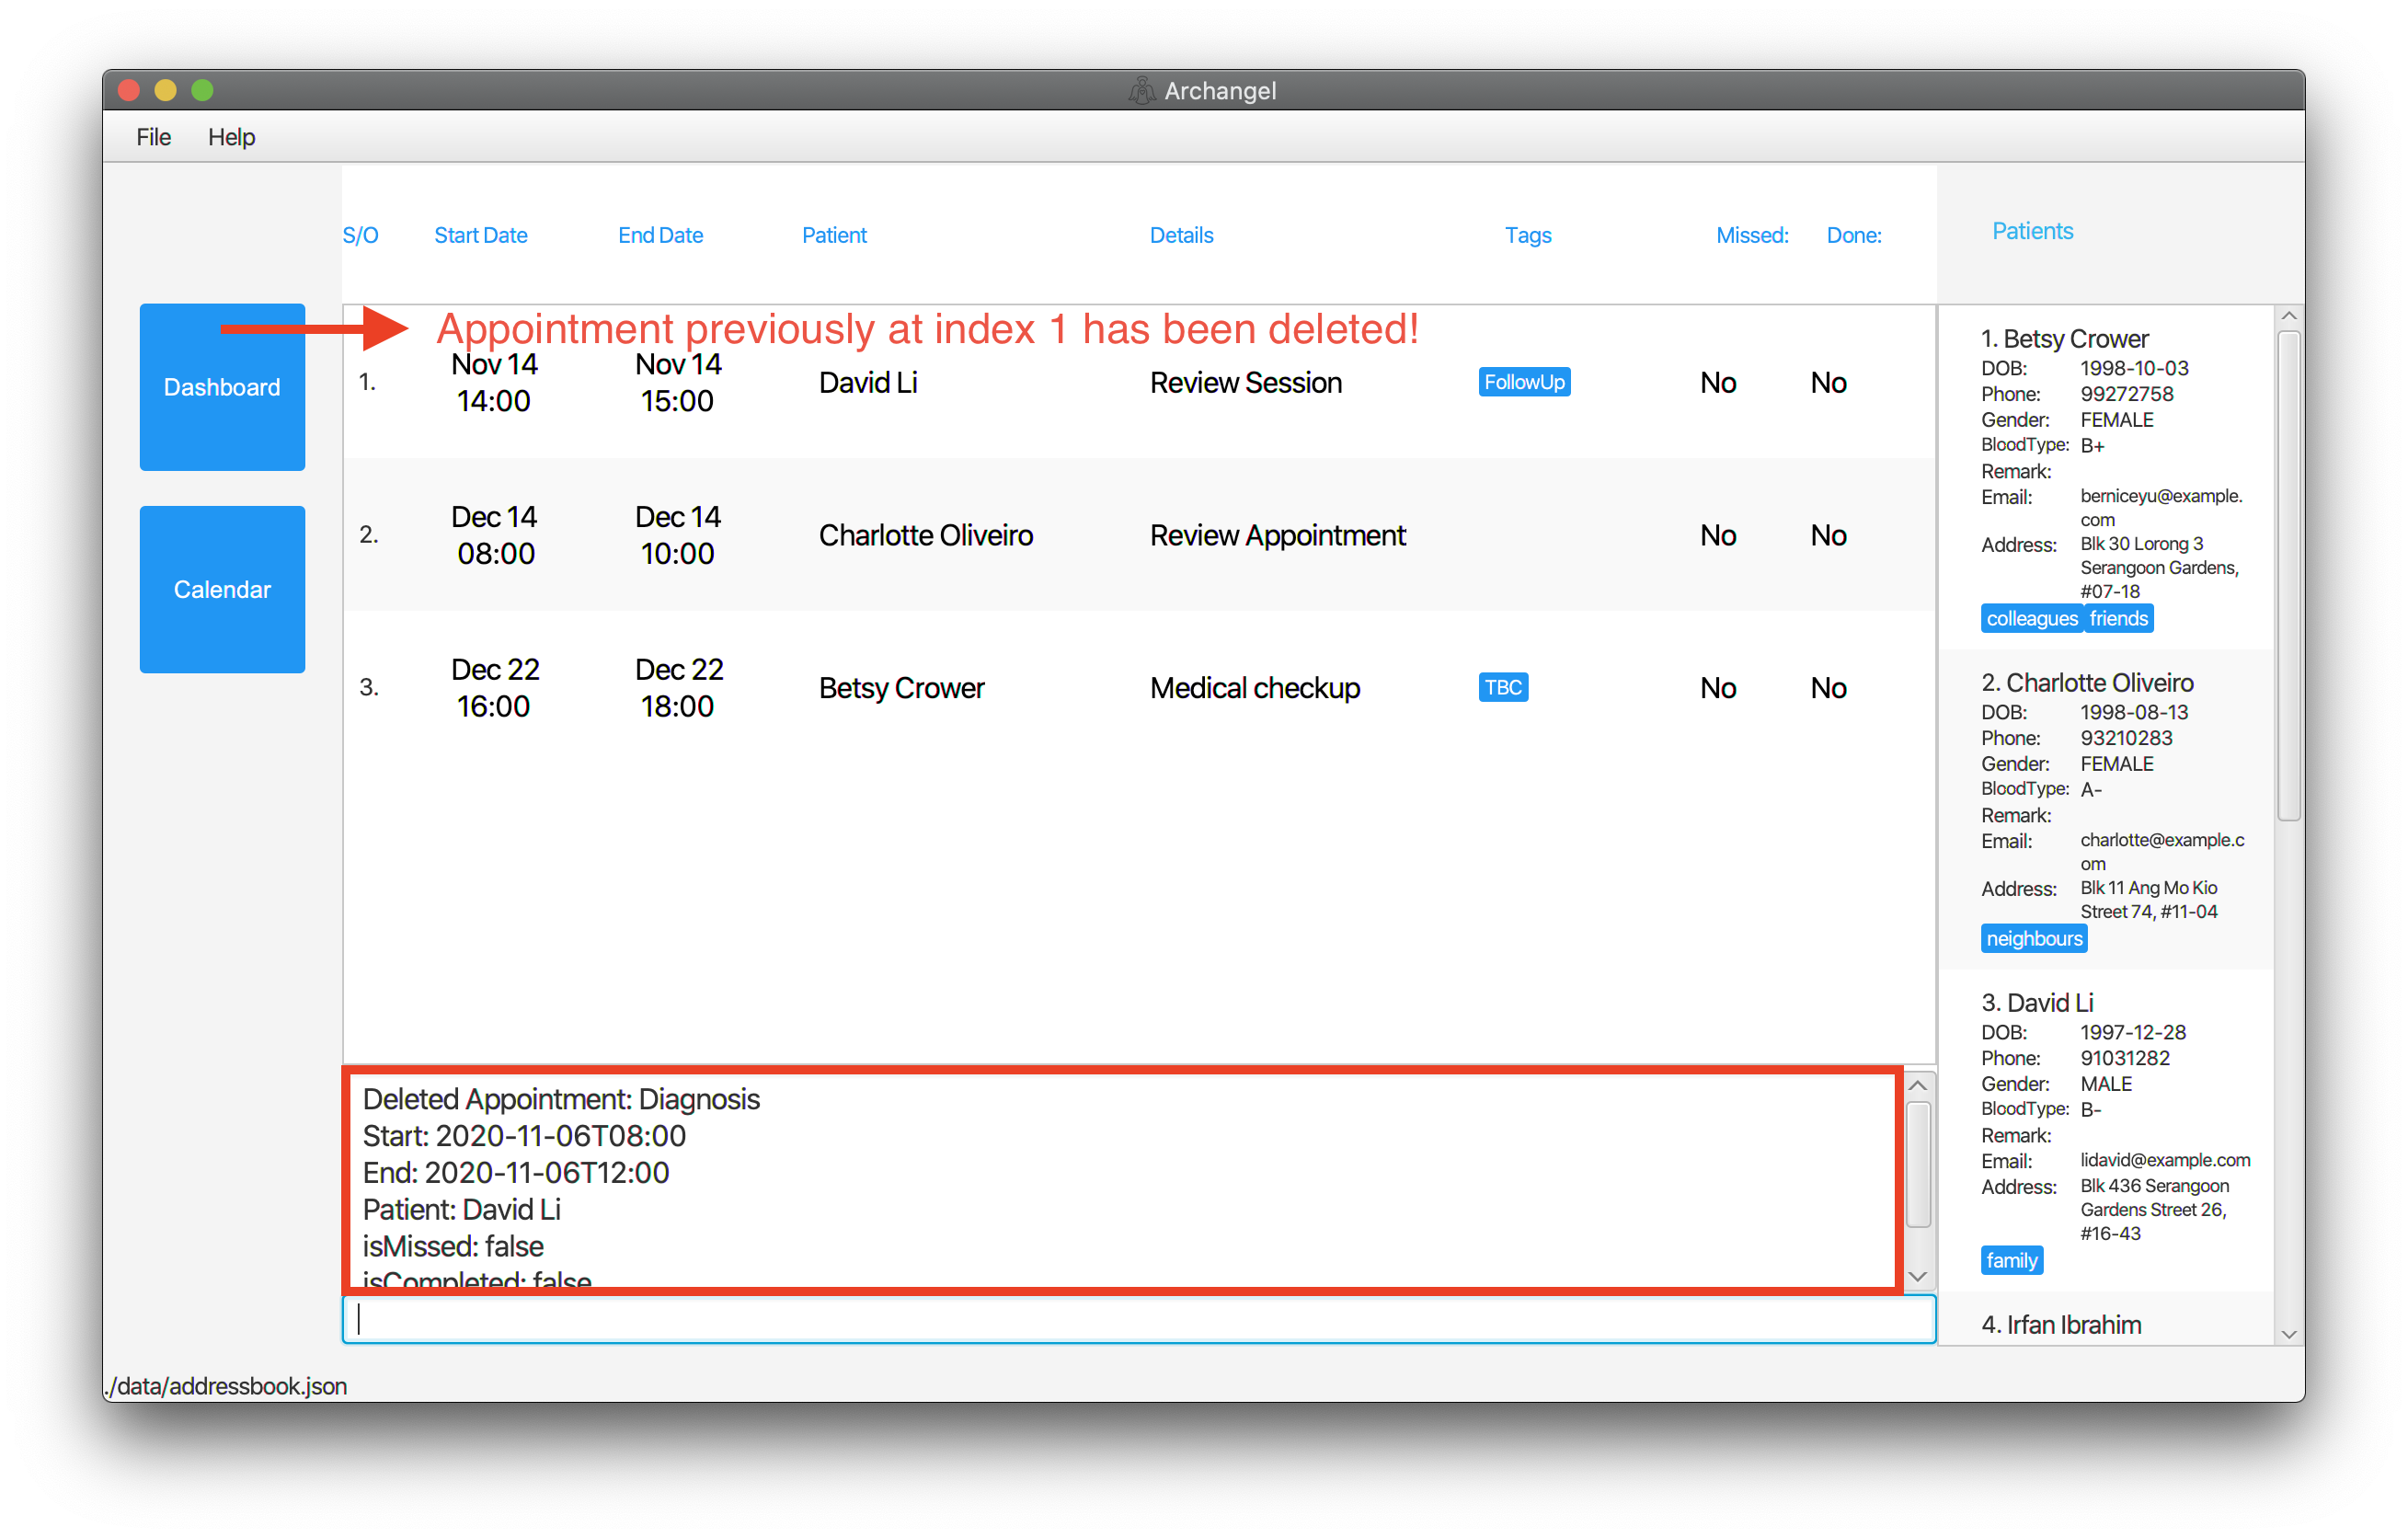 Archangel
File Help
S/O Start Date End Date Patient Details Tags Missed: Done:
Patients
Dashboard
Calendar
Appointment previously at index 1 has been deleted!
1. Nov 14 14:00 Nov 14 15:00 David Li Review Session FollowUp No No
2. Dec 14 08:00 Dec 14 10:00 Charlotte Oliveiro Review Appointment No No
3. Dec 22 16:00 Dec 22 18:00 Betsy Crower Medical checkup TBC No No
Deleted Appointment: Diagnosis
Start: 2020-11-06T08:00
End: 2020-11-06T12:00
Patient: David Li
isMissed: false
isCompleted: false
1. Betsy Crower
DOB: 1998-10-03
Phone: 99272758
Gender: FEMALE
BloodType: B+
Remark:
Email: berniceyu@example.
com
Address: Blk 30 Lorong 3
Serangoon Gardens,
#07-18
colleagues friends
2. Charlotte Oliveiro
DOB: 1998-08-13
Phone: 93210283
Gender: FEMALE
BloodType: A-
Remark:
Email: charlotte@example.c
om
Address: Blk 11 Ang Mo Kio
Street 74, #11-04
neighbours
3. David Li
DOB: 1997-12-28
Phone: 91031282
Gender: MALE
BloodType: B-
Remark:
Email: lidavid@example.com
Address: Blk 436 Serangoon
Gardens Street 26,
#16-43
family
4. Irfan Ibrahim
./data/addressbook.json